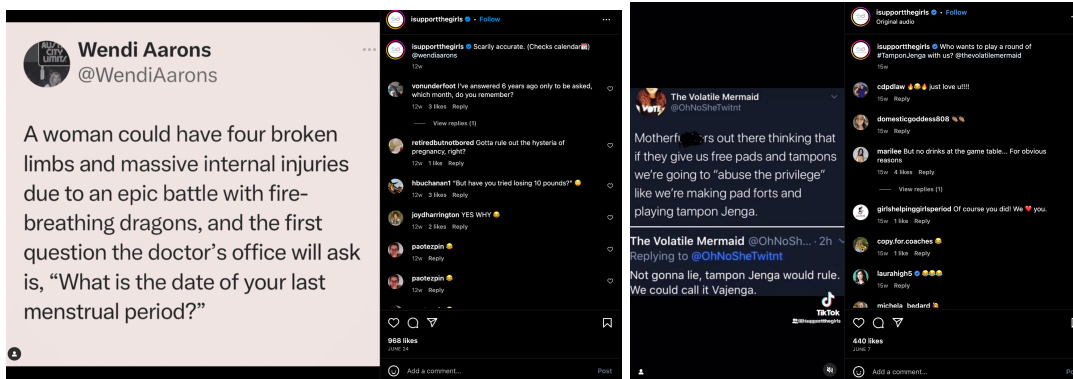 Wendi Aarons
@WendiAarons
A woman could have four broken
limbs and massive internal injuries
due to an epic battle with fire-
breathing dragons, and the first
question the doctor's office will ask
is, "What is the date of your last
menstrual period?"
isupportthegirls • Follow
isupportthegirls Scarily accurate. (Checks calendar📅)
@wendiaarons
12w
vonunderfoot I've answered 6 years ago only to be asked,
which month, do you remember?
12w 3 likes Reply
View replies (1)
retiredbutnotbored Gotta rule out the hysteria of
pregnancy, right?
12w 1 like Reply
hbuchanan1 "But have you tried losing 10 pounds?" 😂
12w 3 likes Reply
joydharrington YES WHY 😂
12w 2 likes Reply
paotezpin 😂
12w Reply
paotezpin 😂
12w Reply
968 likes
JUNE 24
Add a comment...
Post
VOTE
The Volatile Mermaid
@OhNoSheTwitnt
Motherf rs out there thinking that
if they give us free pads and tampons
we're going to "abuse the privilege"
like we're making pad forts and
playing tampon Jenga.
The Volatile Mermaid @OhNoSh... · 2h
Replying to @OhNoSheTwitnt
Not gonna lie, tampon Jenga would rule.
We could call it Vajenga.
TikTok
@isupportthegirls
isupportthegirls • Follow
Original audio
isupportthegirls Who wants to play a round of
#TamponJenga with us? @thevolatilemermaid
15w
cdpdlaw 🔥😂🔥 just love u!!!!
15w Reply
domesticgoddess808 👏🏽👏🏽
15w Reply
marilee But no drinks at the game table... For obvious
reasons
15w 4 likes Reply
View replies (1)
girlshelpinggirlsperiod Of course you did! We ❤️ you.
15w 1 like Reply
copy.for.coaches 😂
15w 1 like Reply
laurahigh5 😂😂😂
15w Reply
michela_bedard
440 likes
JUNE 7
Add a comment...